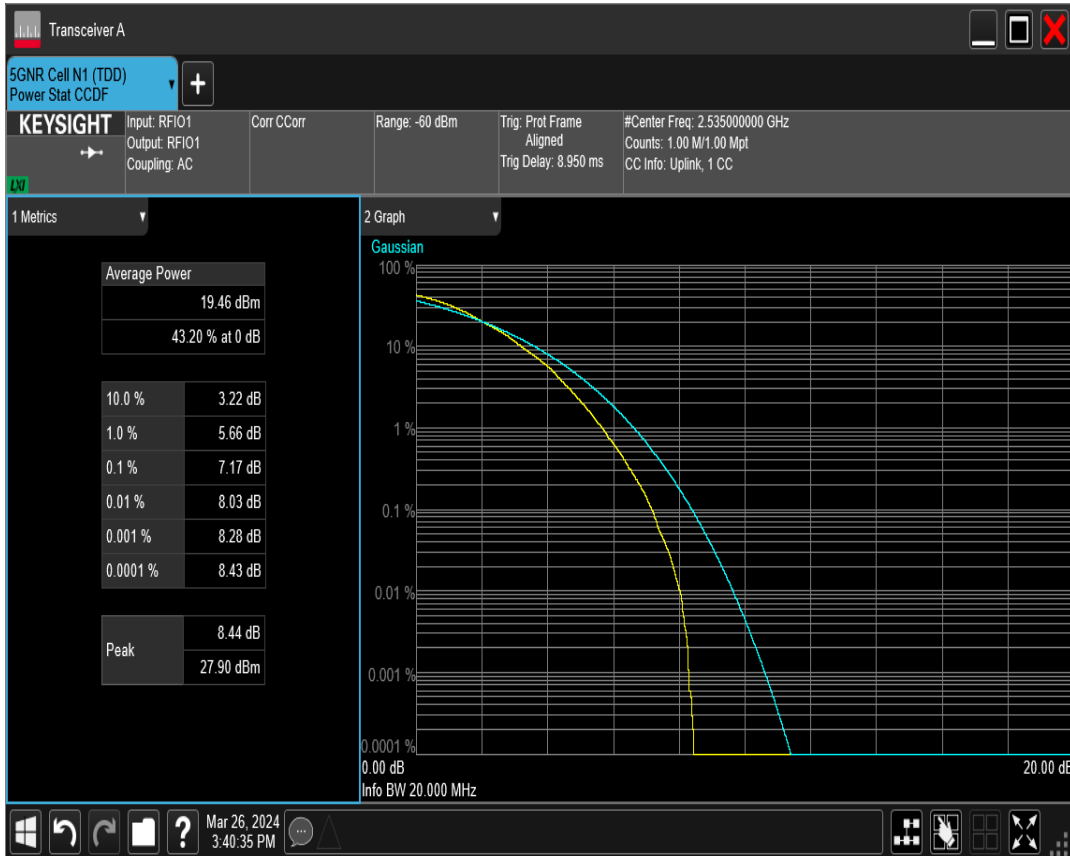 Transceiver A
5GNR Cell N1 (TDD)
Power Stat CCDF
+
KEYSIGHT
LXI
Input: RFIO1
Output: RFIO1
Coupling: AC
Corr CCorr
Range: -60 dBm
Trig: Prot Frame
Aligned
Trig Delay: 8.950 ms
#Center Freq: 2.535000000 GHz
Counts: 1.00 M/1.00 Mpt
CC Info: Uplink, 1 CC
1 Metrics
Average Power
19.46 dBm
43.20 % at 0 dB
10.0 % 3.22 dB
1.0 % 5.66 dB
0.1 % 7.17 dB
0.01 % 8.03 dB
0.001 % 8.28 dB
0.0001 % 8.43 dB
Peak
8.44 dB
27.90 dBm
2 Graph
Gaussian
100 %
10 %
1 %
0.1 %
0.01 %
0.001 %
0.0001 %
0.00 dB 20.00 dB
Info BW 20.000 MHz
?
Mar 26, 2024
3:40:35 PM